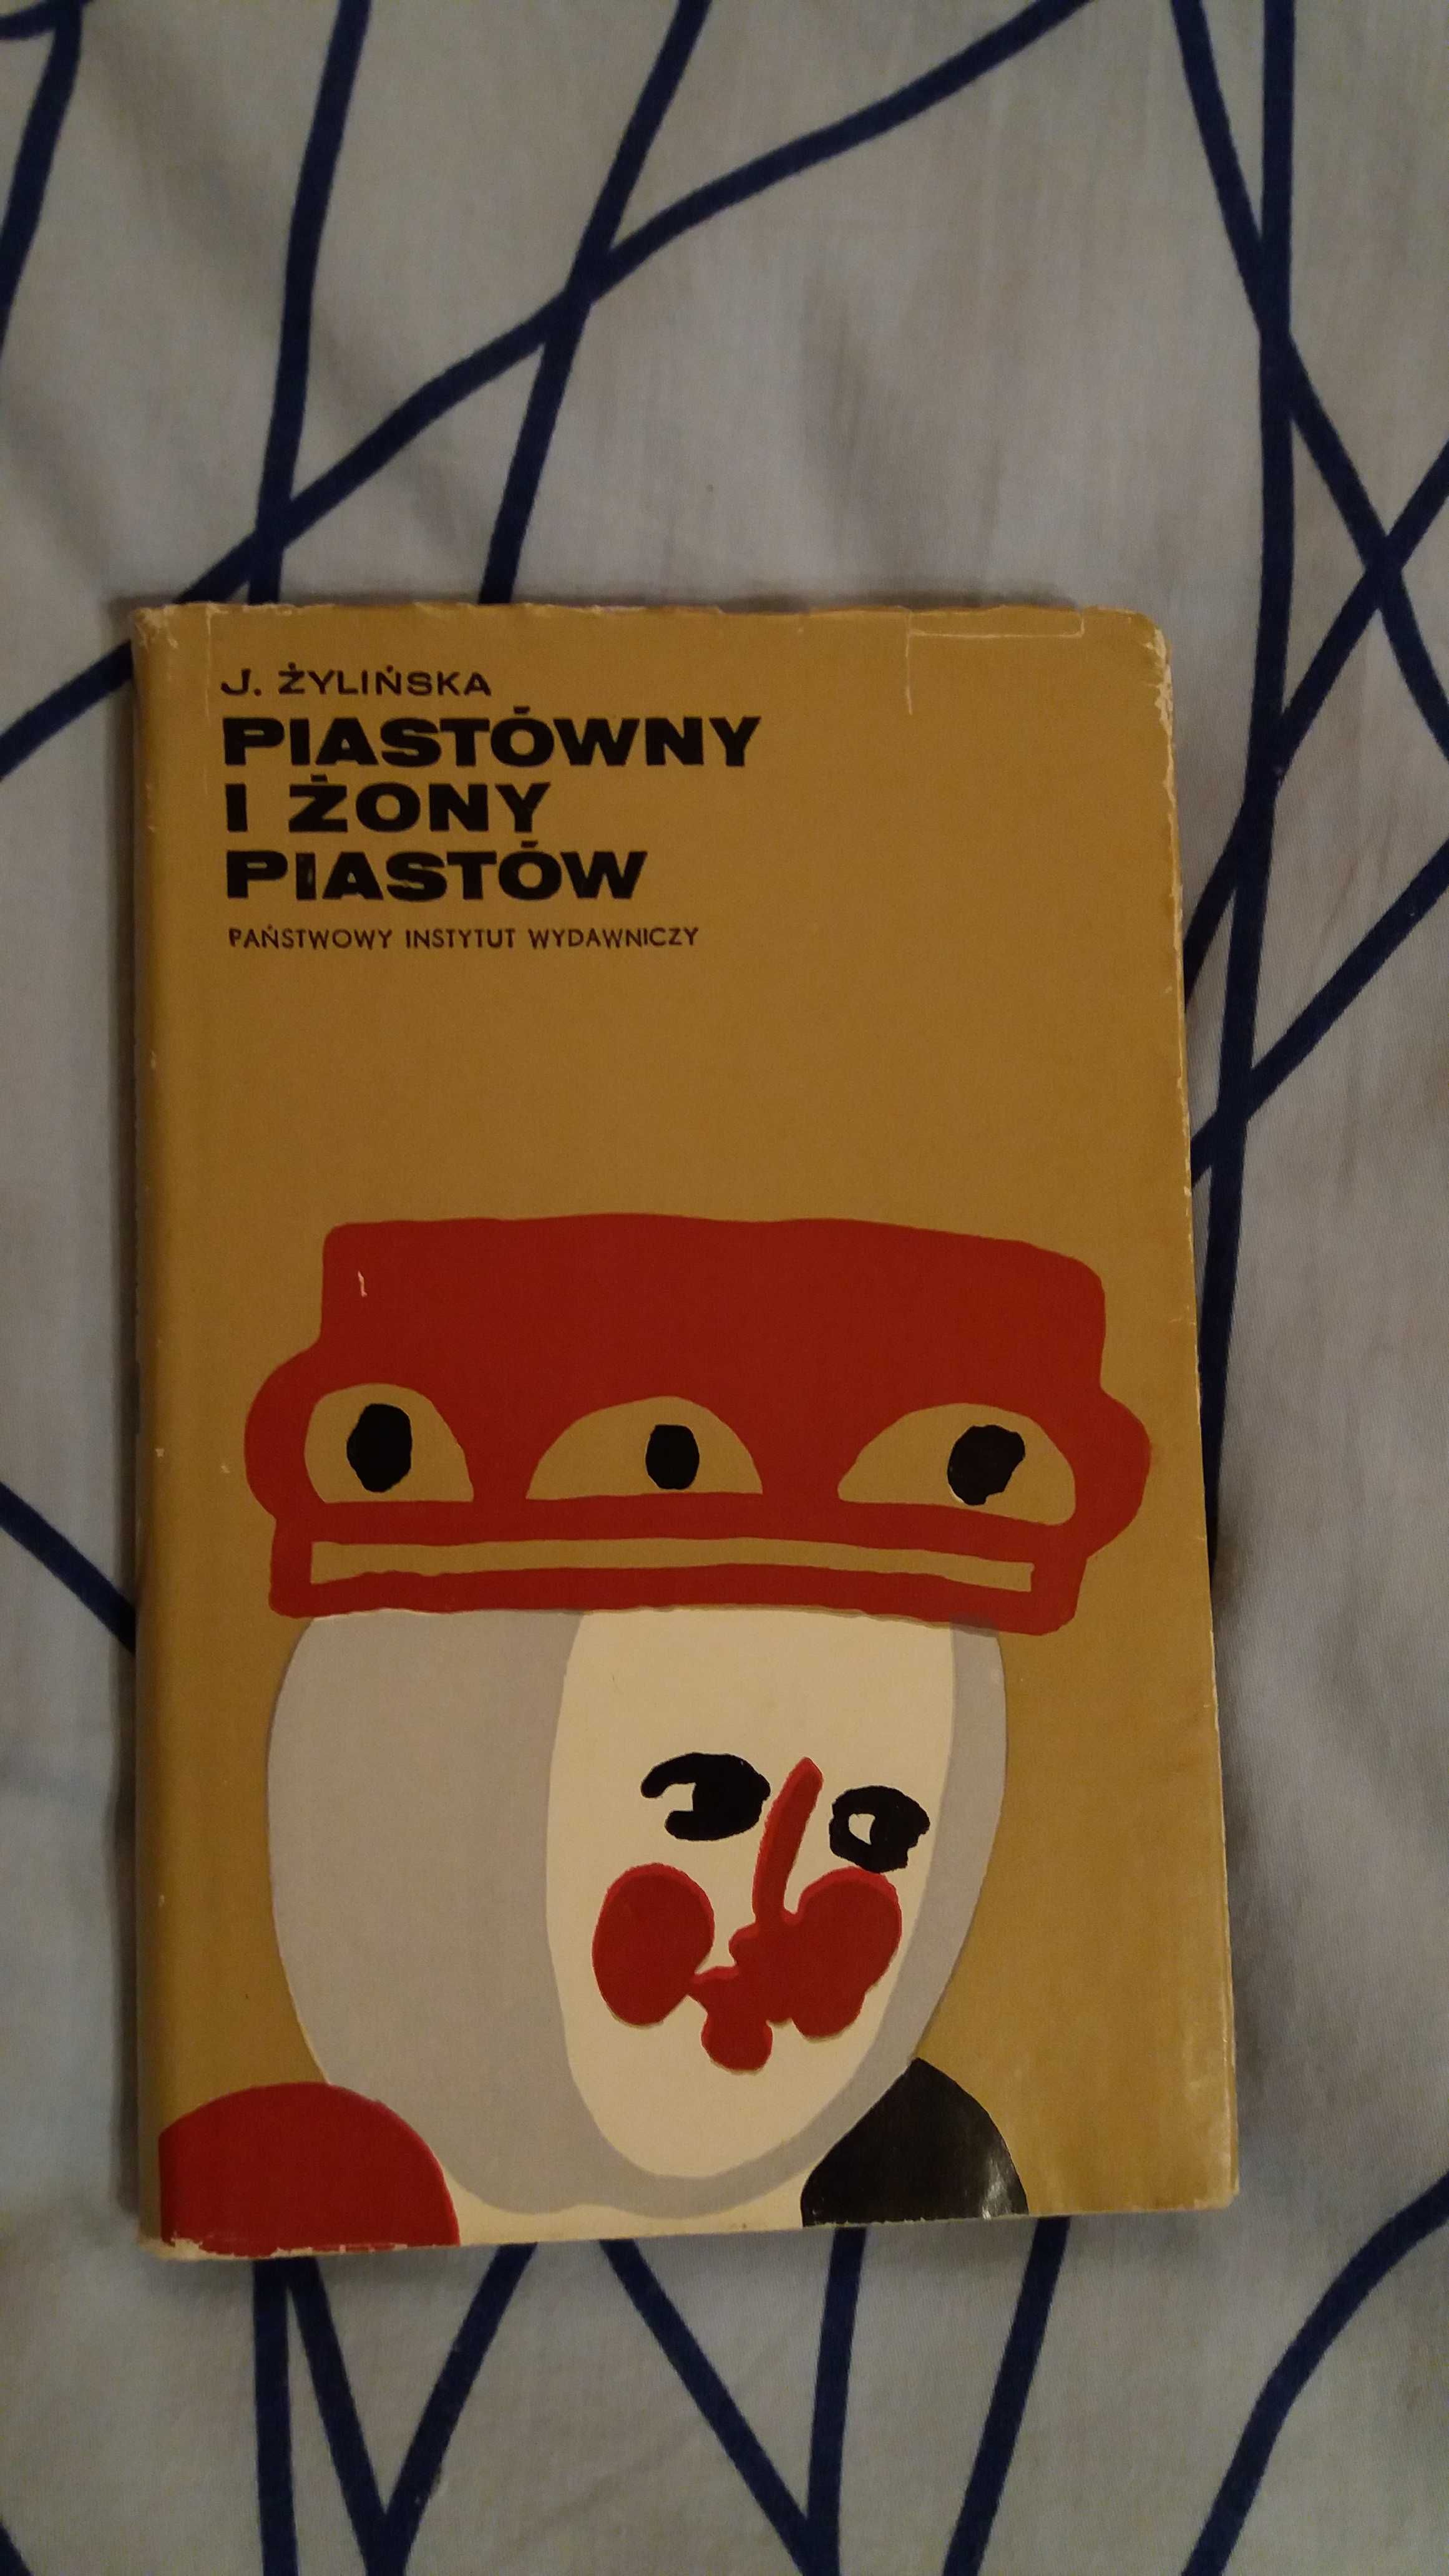 J. ŻYLIŃSKA
PIASTÓWNY
I ŻONY
PIASTÓW
PAŃSTWOWY INSTYTUT WYDAWNICZY